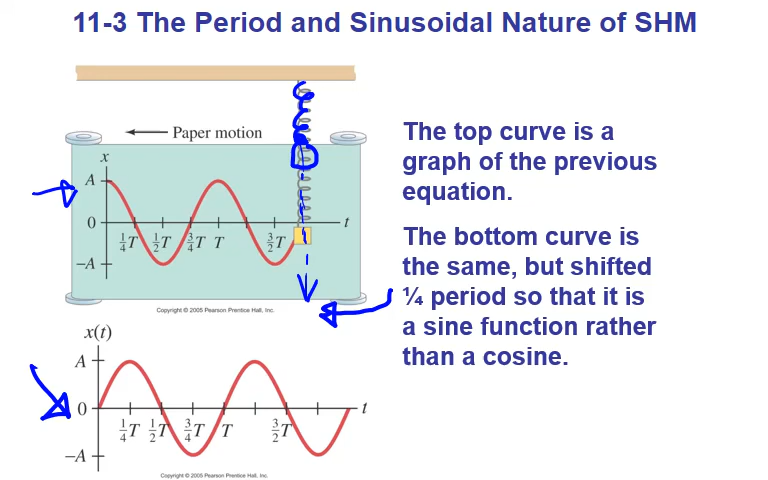 11-3 The Period and Sinusoidal Nature of SHM
Paper motion
x
A
0
-A
¼T ½T ¾T T 3/2T
t
Copyright © 2005 Pearson Prentice Hall, Inc.
The top curve is a
graph of the previous
equation.
The bottom curve is
the same, but shifted
¼ period so that it is
a sine function rather
than a cosine.
x(t)
A
0
-A
¼T ½T ¾T T 3/2T
t
Copyright © 2005 Pearson Prentice Hall, Inc.